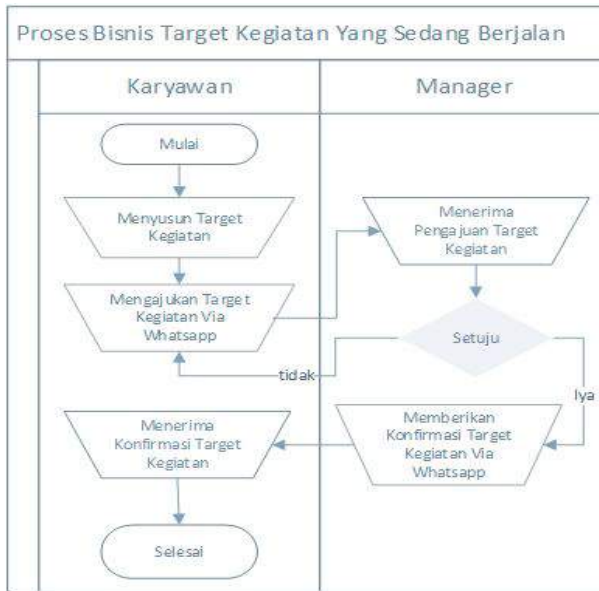 Proses Bisnis Target Kegiatan Yang Sedang Berjalan
Karyawan
Manager
Mulai
Menyusun Target
Kegiatan
Menerima
Pengajuan Target
Kegiatan
Mengajukan Target
Kegiatan Via
Whatsapp
Setuju
tidak
Iya
Menerima
Konfirmasi Target
Kegiatan
Memberikan
Konfirmasi Target
Kegiatan Via
Whatsapp
Selesai